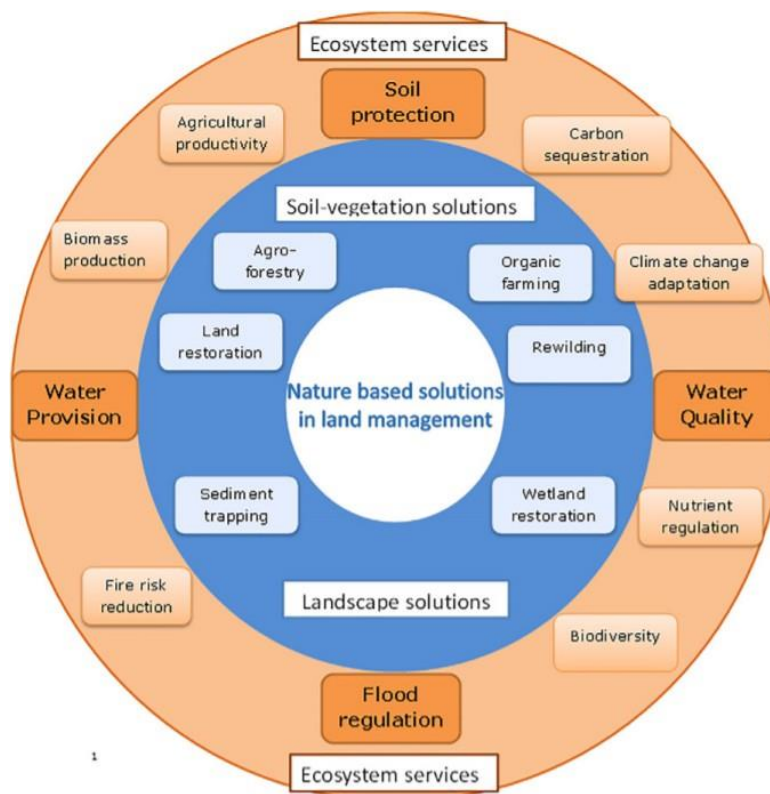 Ecosystem services
Soil
protection
Agricultural
productivity
Carbon
sequestration
Soil-vegetation solutions
Biomass
production
Agro-
forestry
Organic
farming
Climate change
adaptation
Land
restoration
Rewilding
Water
Provision
Nature based solutions
in land management
Water
Quality
Sediment
trapping
Wetland
restoration
Nutrient
regulation
Fire risk
reduction
Landscape solutions
Biodiversity
Flood
regulation
1
Ecosystem services